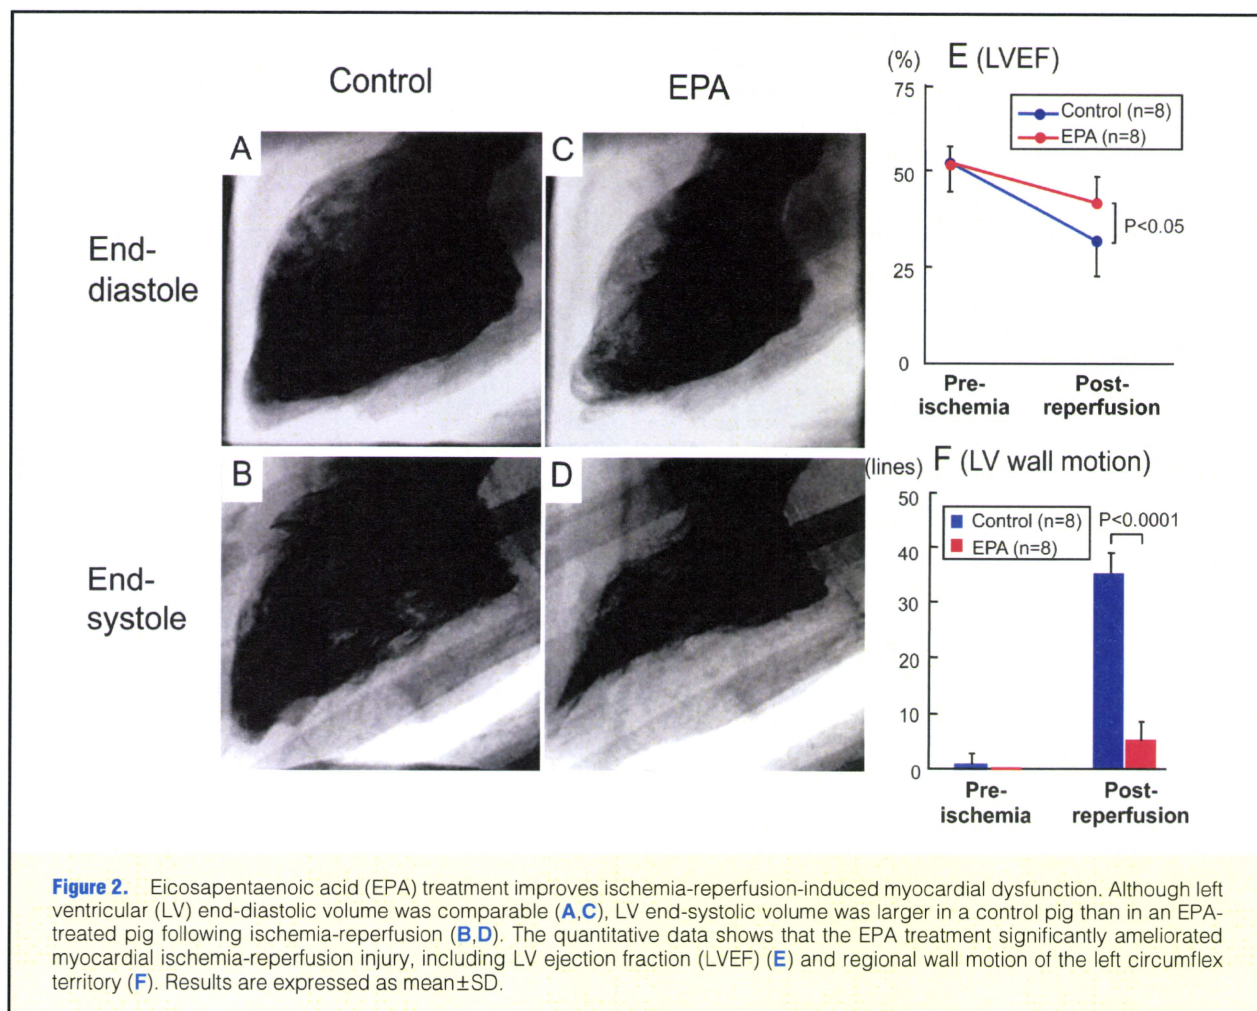 Control
EPA
A
C
End-
diastole
B
D
End-
systole
(%) E (LVEF)
75
50
25
0
Control (n=8)
EPA (n=8)
P<0.05
Pre-
ischemia
Post-
reperfusion
(lines) F (LV wall motion)
50
40
30
20
10
0
Control (n=8)
EPA (n=8)
P<0.0001
Pre-
ischemia
Post-
reperfusion
Figure 2. Eicosapentaenoic acid (EPA) treatment improves ischemia-reperfusion-induced myocardial dysfunction. Although left
ventricular (LV) end-diastolic volume was comparable (A,C), LV end-systolic volume was larger in a control pig than in an EPA-
treated pig following ischemia-reperfusion (B,D). The quantitative data shows that the EPA treatment significantly ameliorated
myocardial ischemia-reperfusion injury, including LV ejection fraction (LVEF) (E) and regional wall motion of the left circumflex
territory (F). Results are expressed as mean±SD.